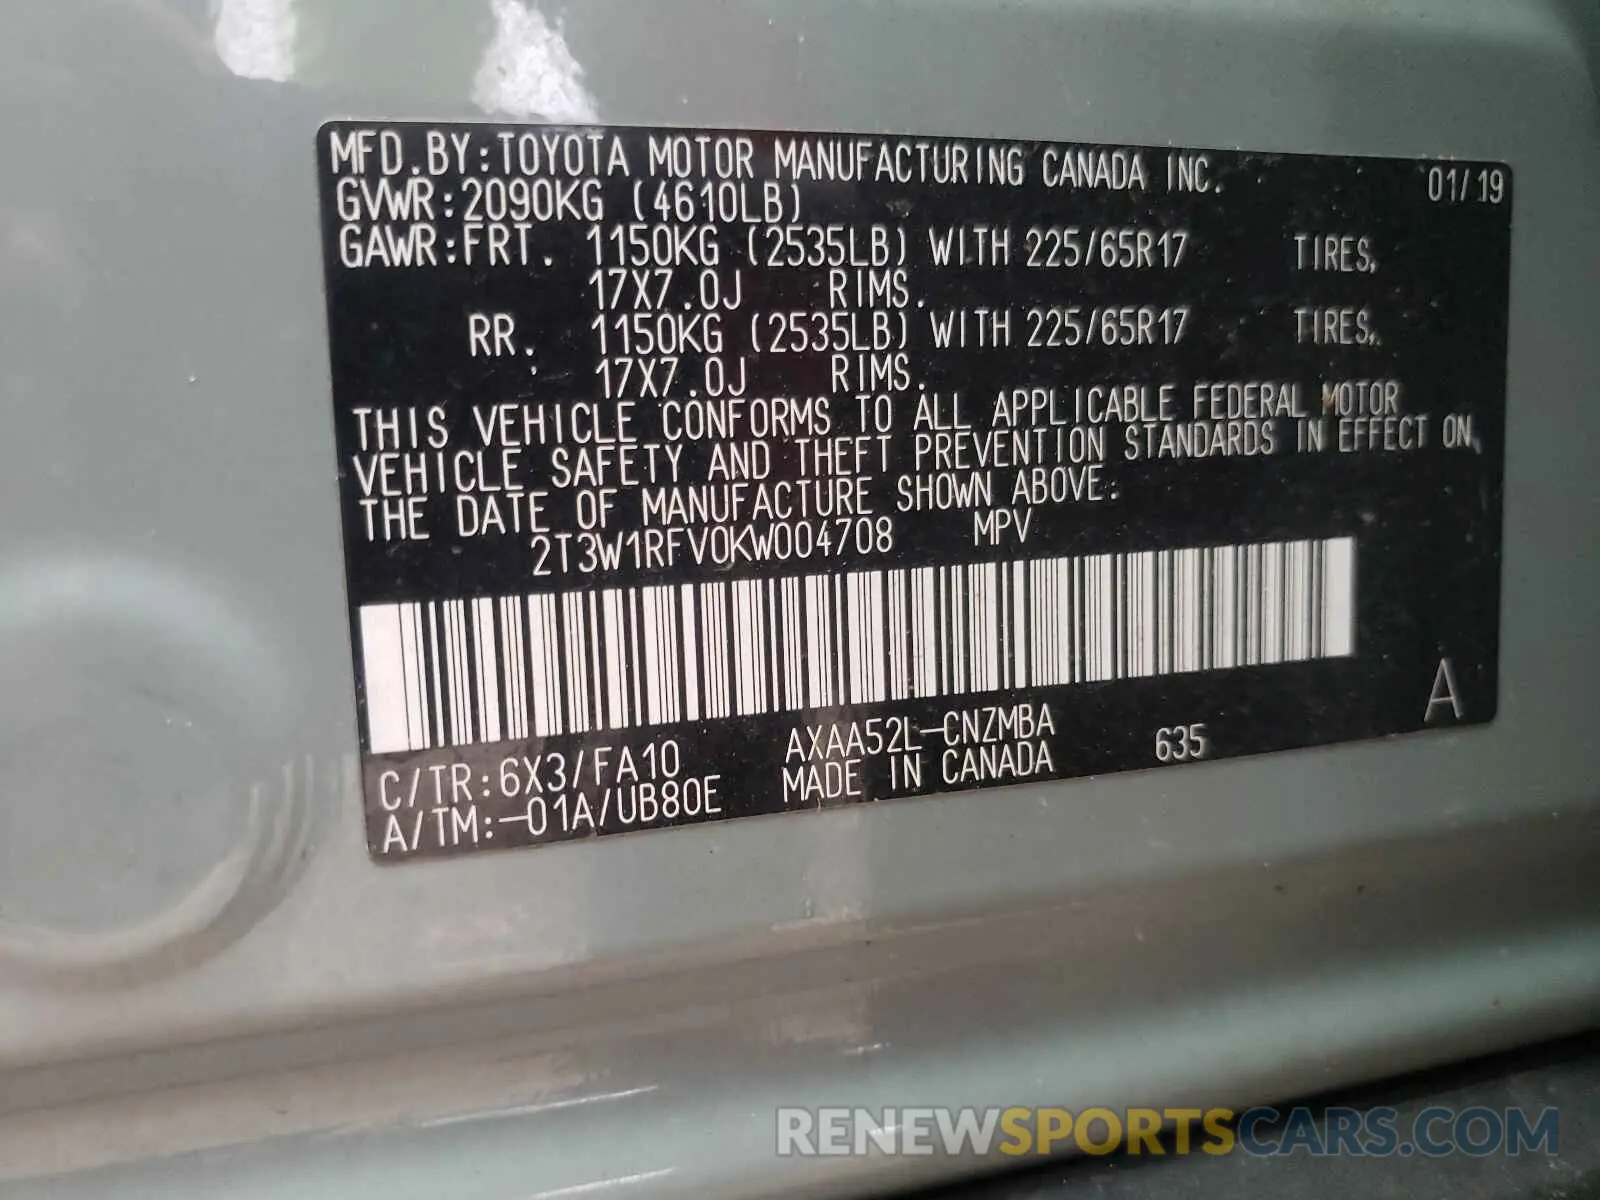 MFD.BY:TOYOTA MOTOR MANUFACTURING CANADA INC. 01/19
GVWR:2090KG (4610LB)
GAWR:FRT. 1150KG (2535LB) WITH 225/65R17 TIRES,
17X7.0J RIMS.
RR. 1150KG (2535LB) WITH 225/65R17 TIRES,
17X7.0J RIMS.
THIS VEHICLE CONFORMS TO ALL APPLICABLE FEDERAL MOTOR
VEHICLE SAFETY AND THEFT PREVENTION STANDARDS IN EFFECT ON
THE DATE OF MANUFACTURE SHOWN ABOVE:
2T3W1RFV0KW004708 MPV
A
C/TR:6X3/FA10 AXAA52L-CNZMBA 635
A/TM:-01A/UB80E MADE IN CANADA
RENEWSPORTSCARS.COM